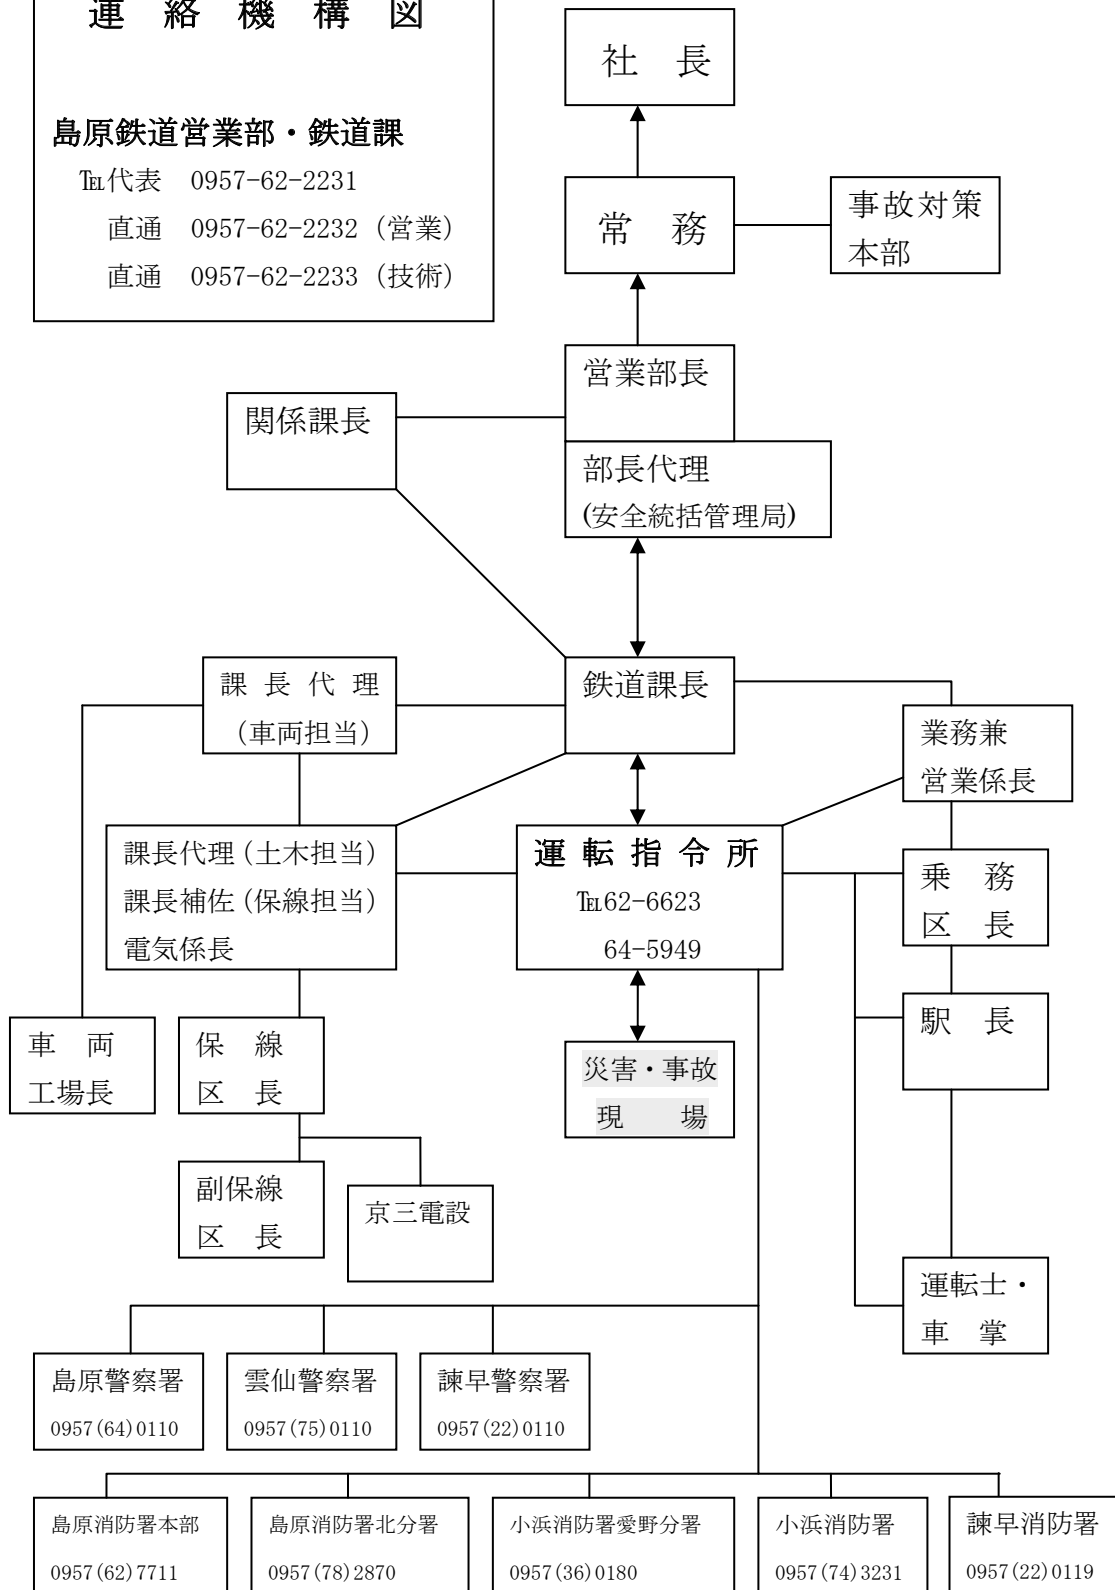 連絡機構図
島原鉄道営業部・鉄道課
℡代表 0957-62-2231
直通 0957-62-2232（営業）
直通 0957-62-2233（技術）
社 長
常 務
事故対策
本部
営業部長
関係課長
部長代理
(安全統括管理局)
鉄道課長
課長代理
（車両担当）
業務兼
営業係長
課長代理（土木担当）
課長補佐（保線担当）
電気係長
運転指令所
℡62-6623
64-5949
乗 務
区 長
駅 長
車 両
工場長
保 線
区 長
災害・事故
現 場
副保線
区 長
京三電設
運転士・
車 掌
島原警察署
0957(64)0110
雲仙警察署
0957(75)0110
諫早警察署
0957(22)0110
島原消防署本部
0957(62)7711
島原消防署北分署
0957(78)2870
小浜消防署愛野分署
0957(36)0180
小浜消防署
0957(74)3231
諫早消防署
0957(22)0119